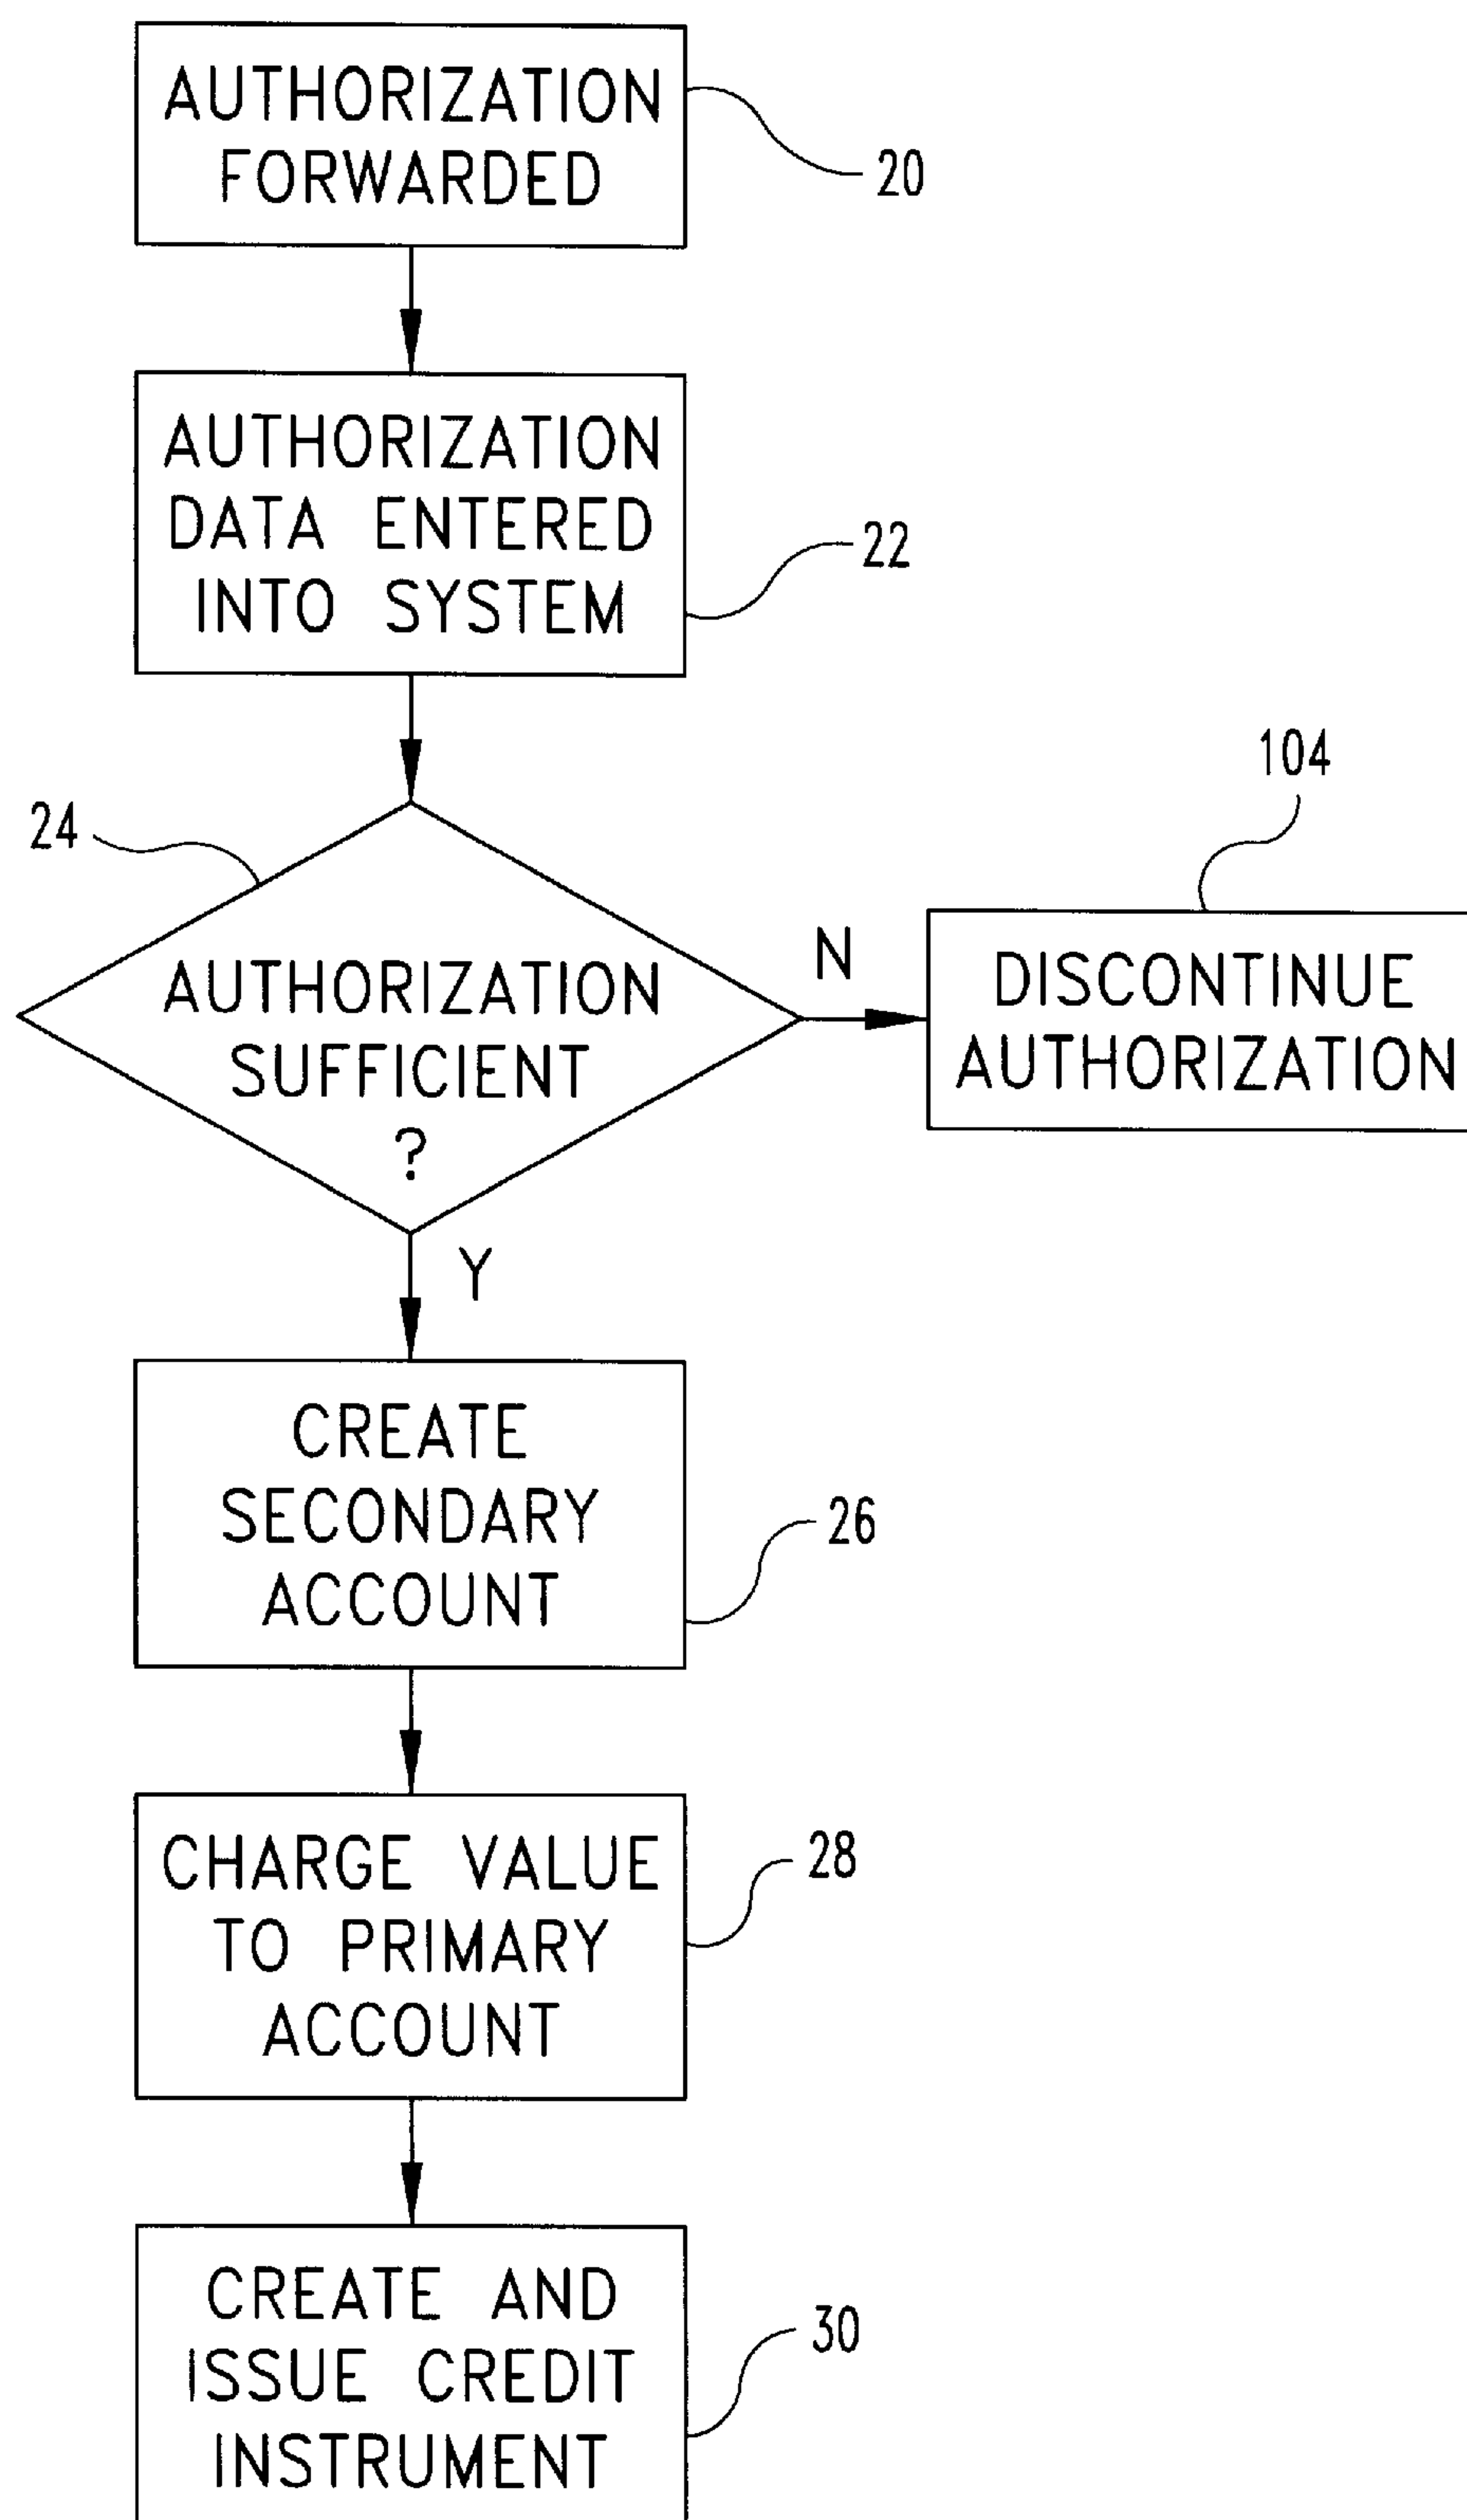 AUTHORIZATION
FORWARDED
20
AUTHORIZATION
DATA ENTERED
INTO SYSTEM
22
24
104
AUTHORIZATION
SUFFICIENT
?
N
DISCONTINUE
AUTHORIZATION
Y
CREATE
SECONDARY
ACCOUNT
26
CHARGE VALUE
TO PRIMARY
ACCOUNT
28
CREATE AND
ISSUE CREDIT
INSTRUMENT
30